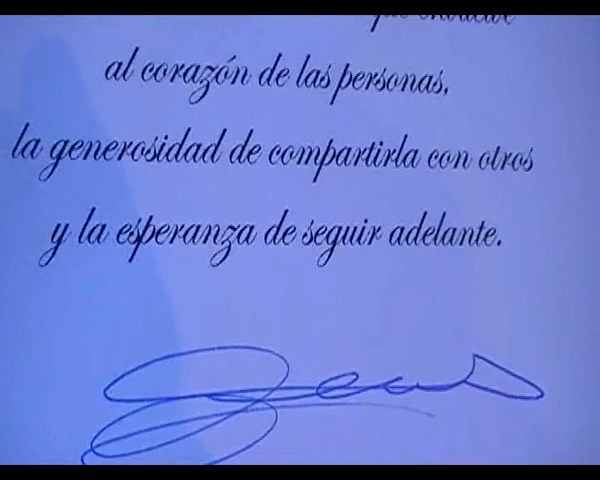 al corazón de las personas,
la generosidad de compartirla con otros
y la esperanza de seguir adelante.